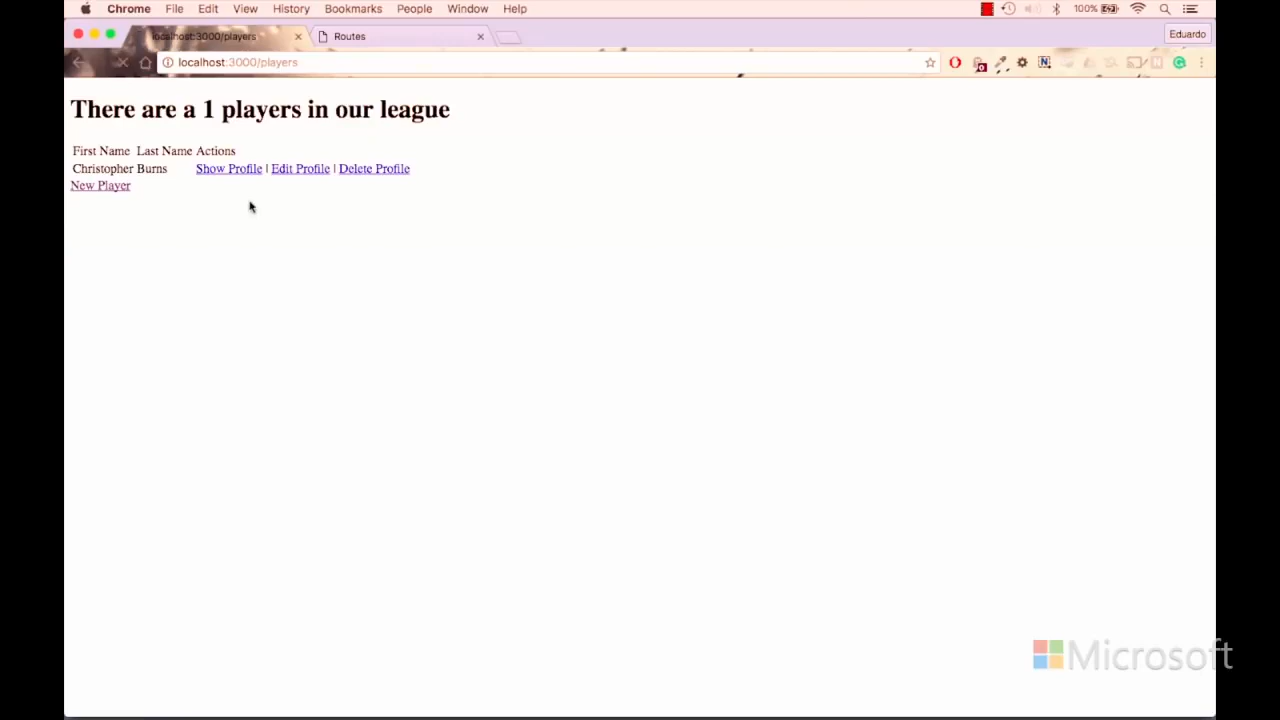 Chrome File Edit View History Bookmarks People Window Help 100%
localhost:3000/players Routes Eduardo
localhost:3000/players
There are a 1 players in our league
First Name Last Name Actions
Christopher Burns Show Profile | Edit Profile | Delete Profile
New Player
Microsoft